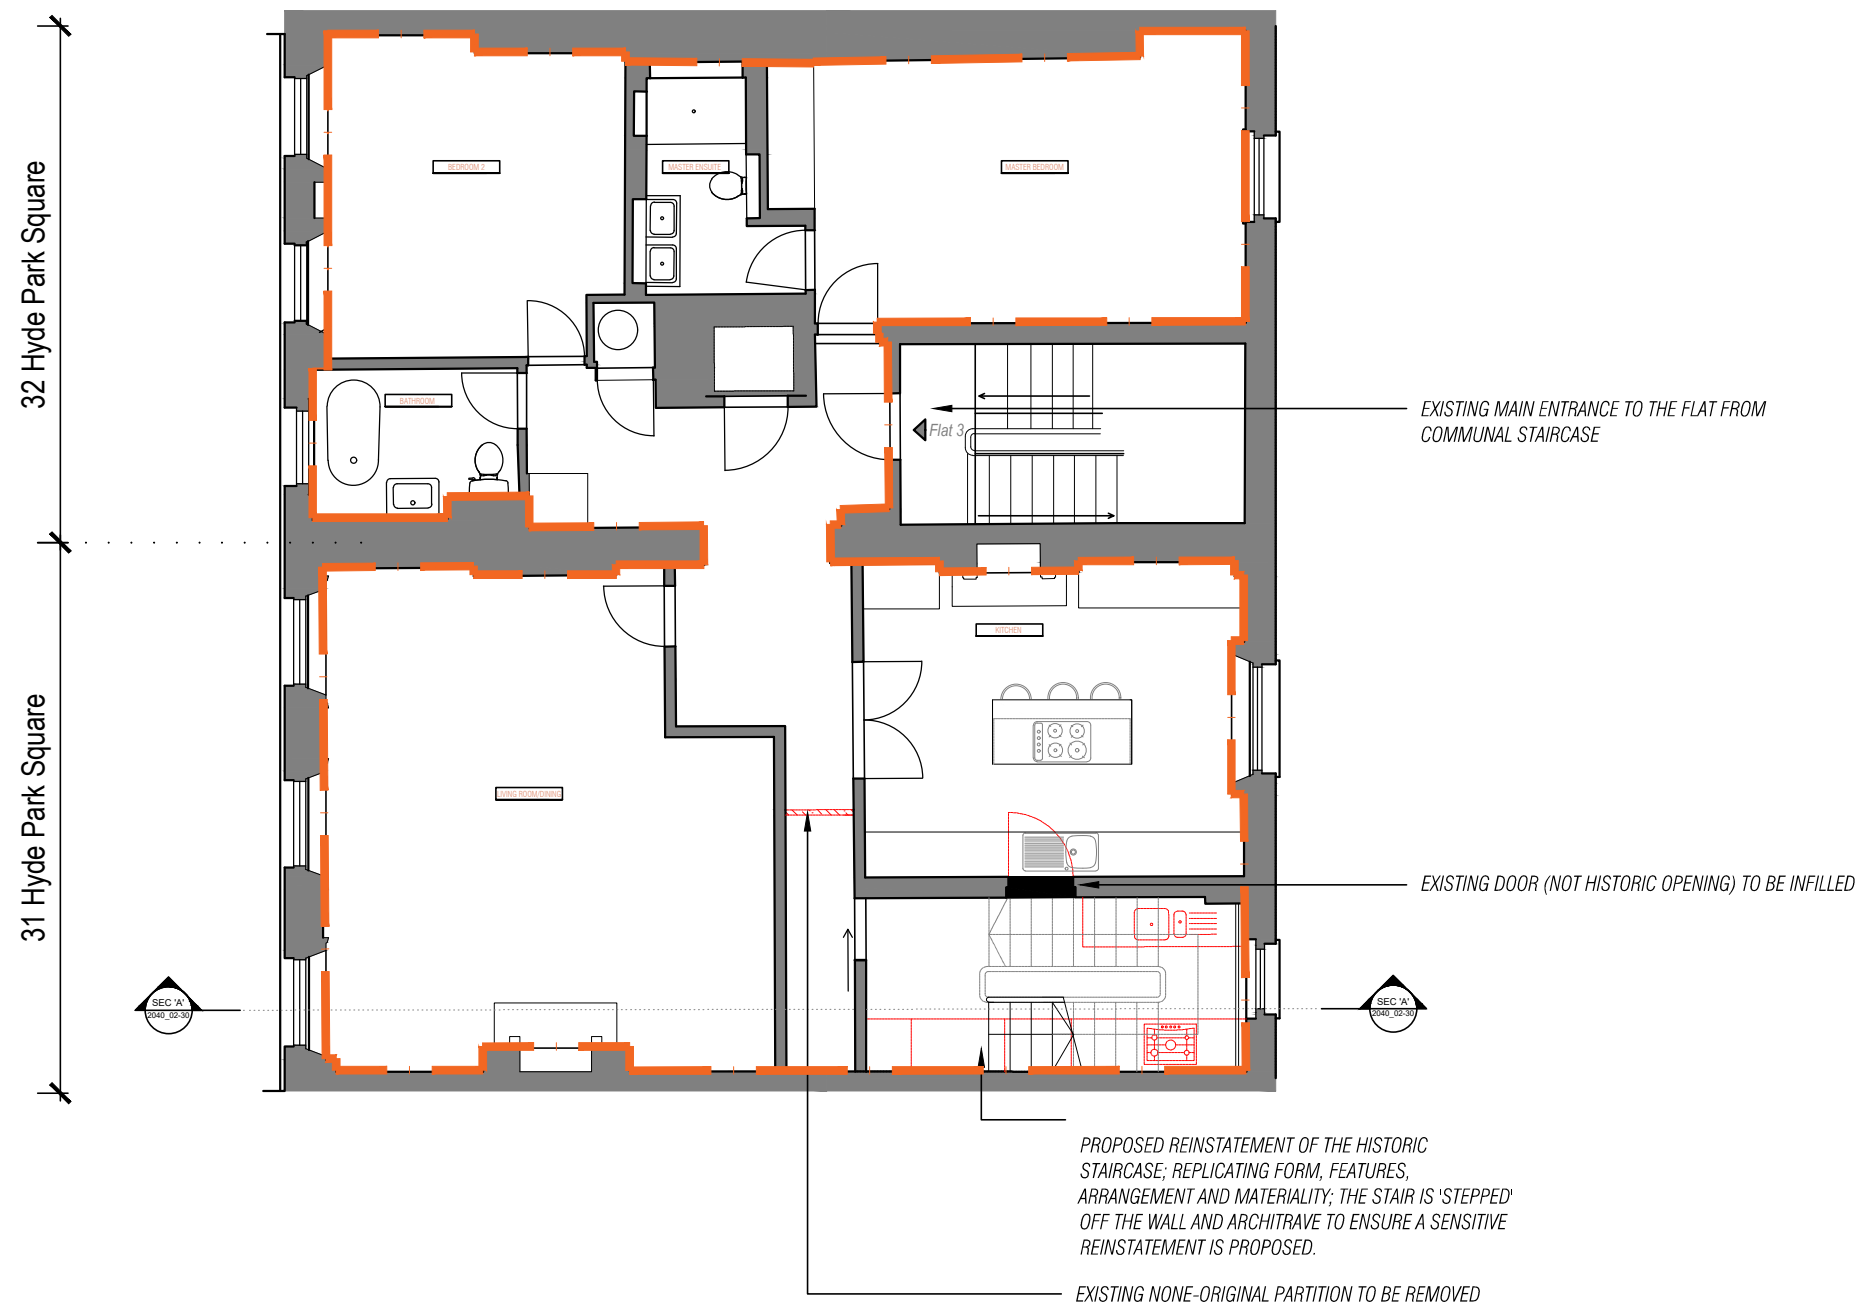 32 Hyde Park Square
31 Hyde Park Square
BEDROOM 2
MASTER ENSUITE
MASTER BEDROOM
BATHROOM
Flat 3
EXISTING MAIN ENTRANCE TO THE FLAT FROM
COMMUNAL STAIRCASE
KITCHEN
LIVING ROOM/DINING
EXISTING DOOR (NOT HISTORIC OPENING) TO BE INFILLED
SEC 'A'
2040_02-30
SEC 'A'
2040_02-30
PROPOSED REINSTATEMENT OF THE HISTORIC
STAIRCASE; REPLICATING FORM, FEATURES,
ARRANGEMENT AND MATERIALITY; THE STAIR IS 'STEPPED'
OFF THE WALL AND ARCHITRAVE TO ENSURE A SENSITIVE
REINSTATEMENT IS PROPOSED.
EXISTING NONE-ORIGINAL PARTITION TO BE REMOVED